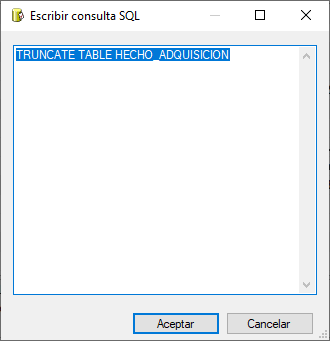 Escribir consulta SQL
TRUNCATE TABLE HECHO_ADQUISICION
Aceptar
Cancelar